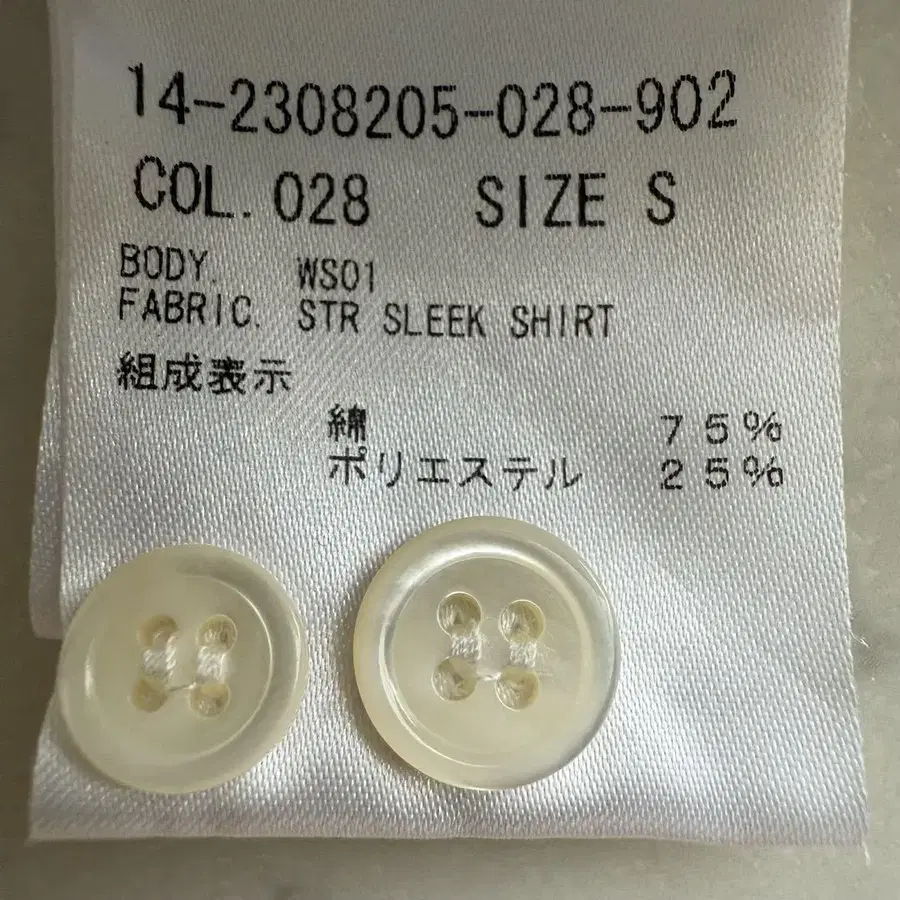 14-2308205-028-902
COL. 028 SIZE S
BODY. WS01
FABRIC. STR SLEEK SHIRT
組成表示
綿 75%
ポリエステル 25%